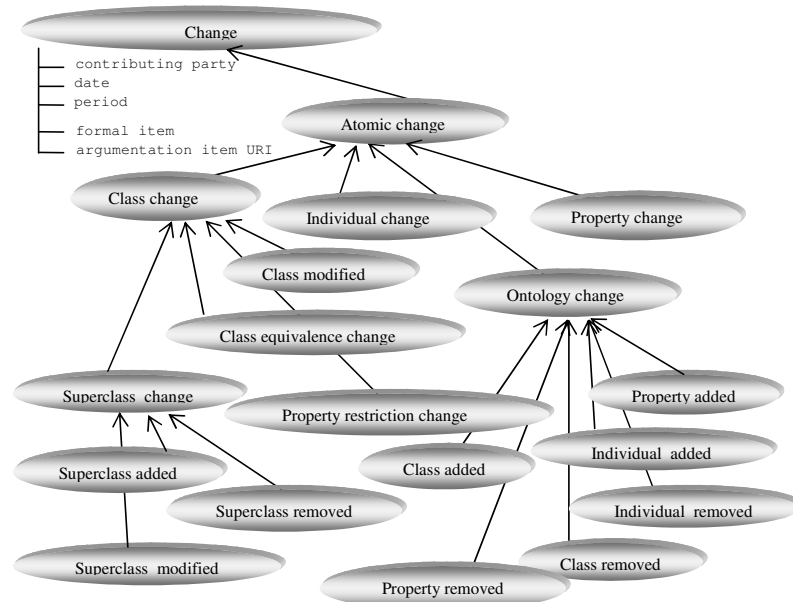 Change
contributing party
date
period
formal item
argumentation item URI
Atomic change
Class change
Individual change
Property change
Class modified
Ontology change
Class equivalence change
Superclass change
Property restriction change
Property added
Superclass added
Class added
Individual added
Superclass removed
Individual removed
Superclass modified
Class removed
Property removed